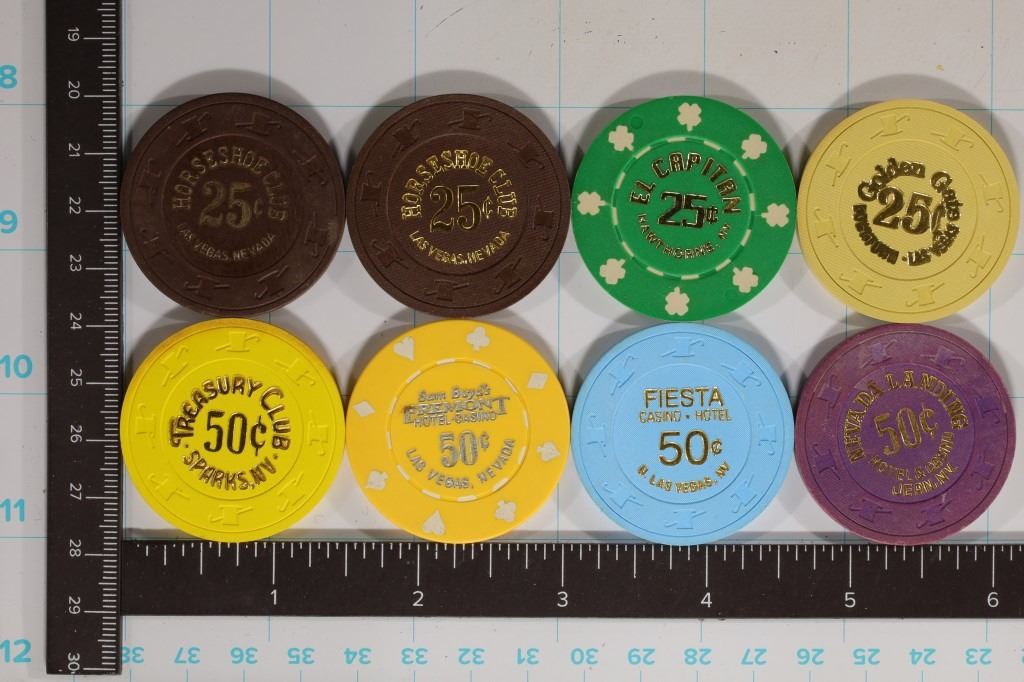 HORSESHOE CLUB
25¢
LAS VEGAS, NEVADA
HORSESHOE CLUB
25¢
LAS VEGAS, NEVADA
EL CAPITAN
25¢
HAWTHORNE, NV
Golden Gate
25¢
TREASURY CLUB
50¢
SPARKS, NV
Sam Boyd's
FREMONT
HOTEL·CASINO
50¢
LAS VEGAS, NEVADA
FIESTA
CASINO • HOTEL
50¢
N. LAS VEGAS, NV
NEVADA LANDING
50¢
HOTEL & CASINO
JEAN, NV.
19
20
21
22
23
24
25
26
27
28
29
30
8
9
10
11
12
1
2
3
4
5
6
38
37
36
35
34
33
32
31
30
29
28
27
26
25
24
23